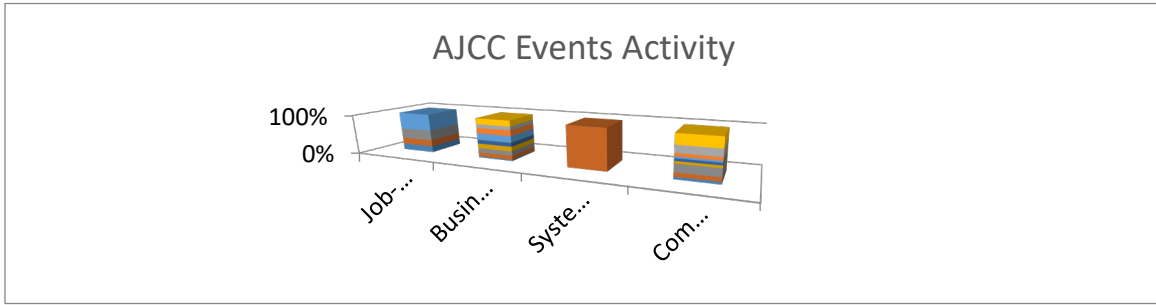 AJCC Events Activity
100%
0%
Job-...
Busin...
Syste...
Com...